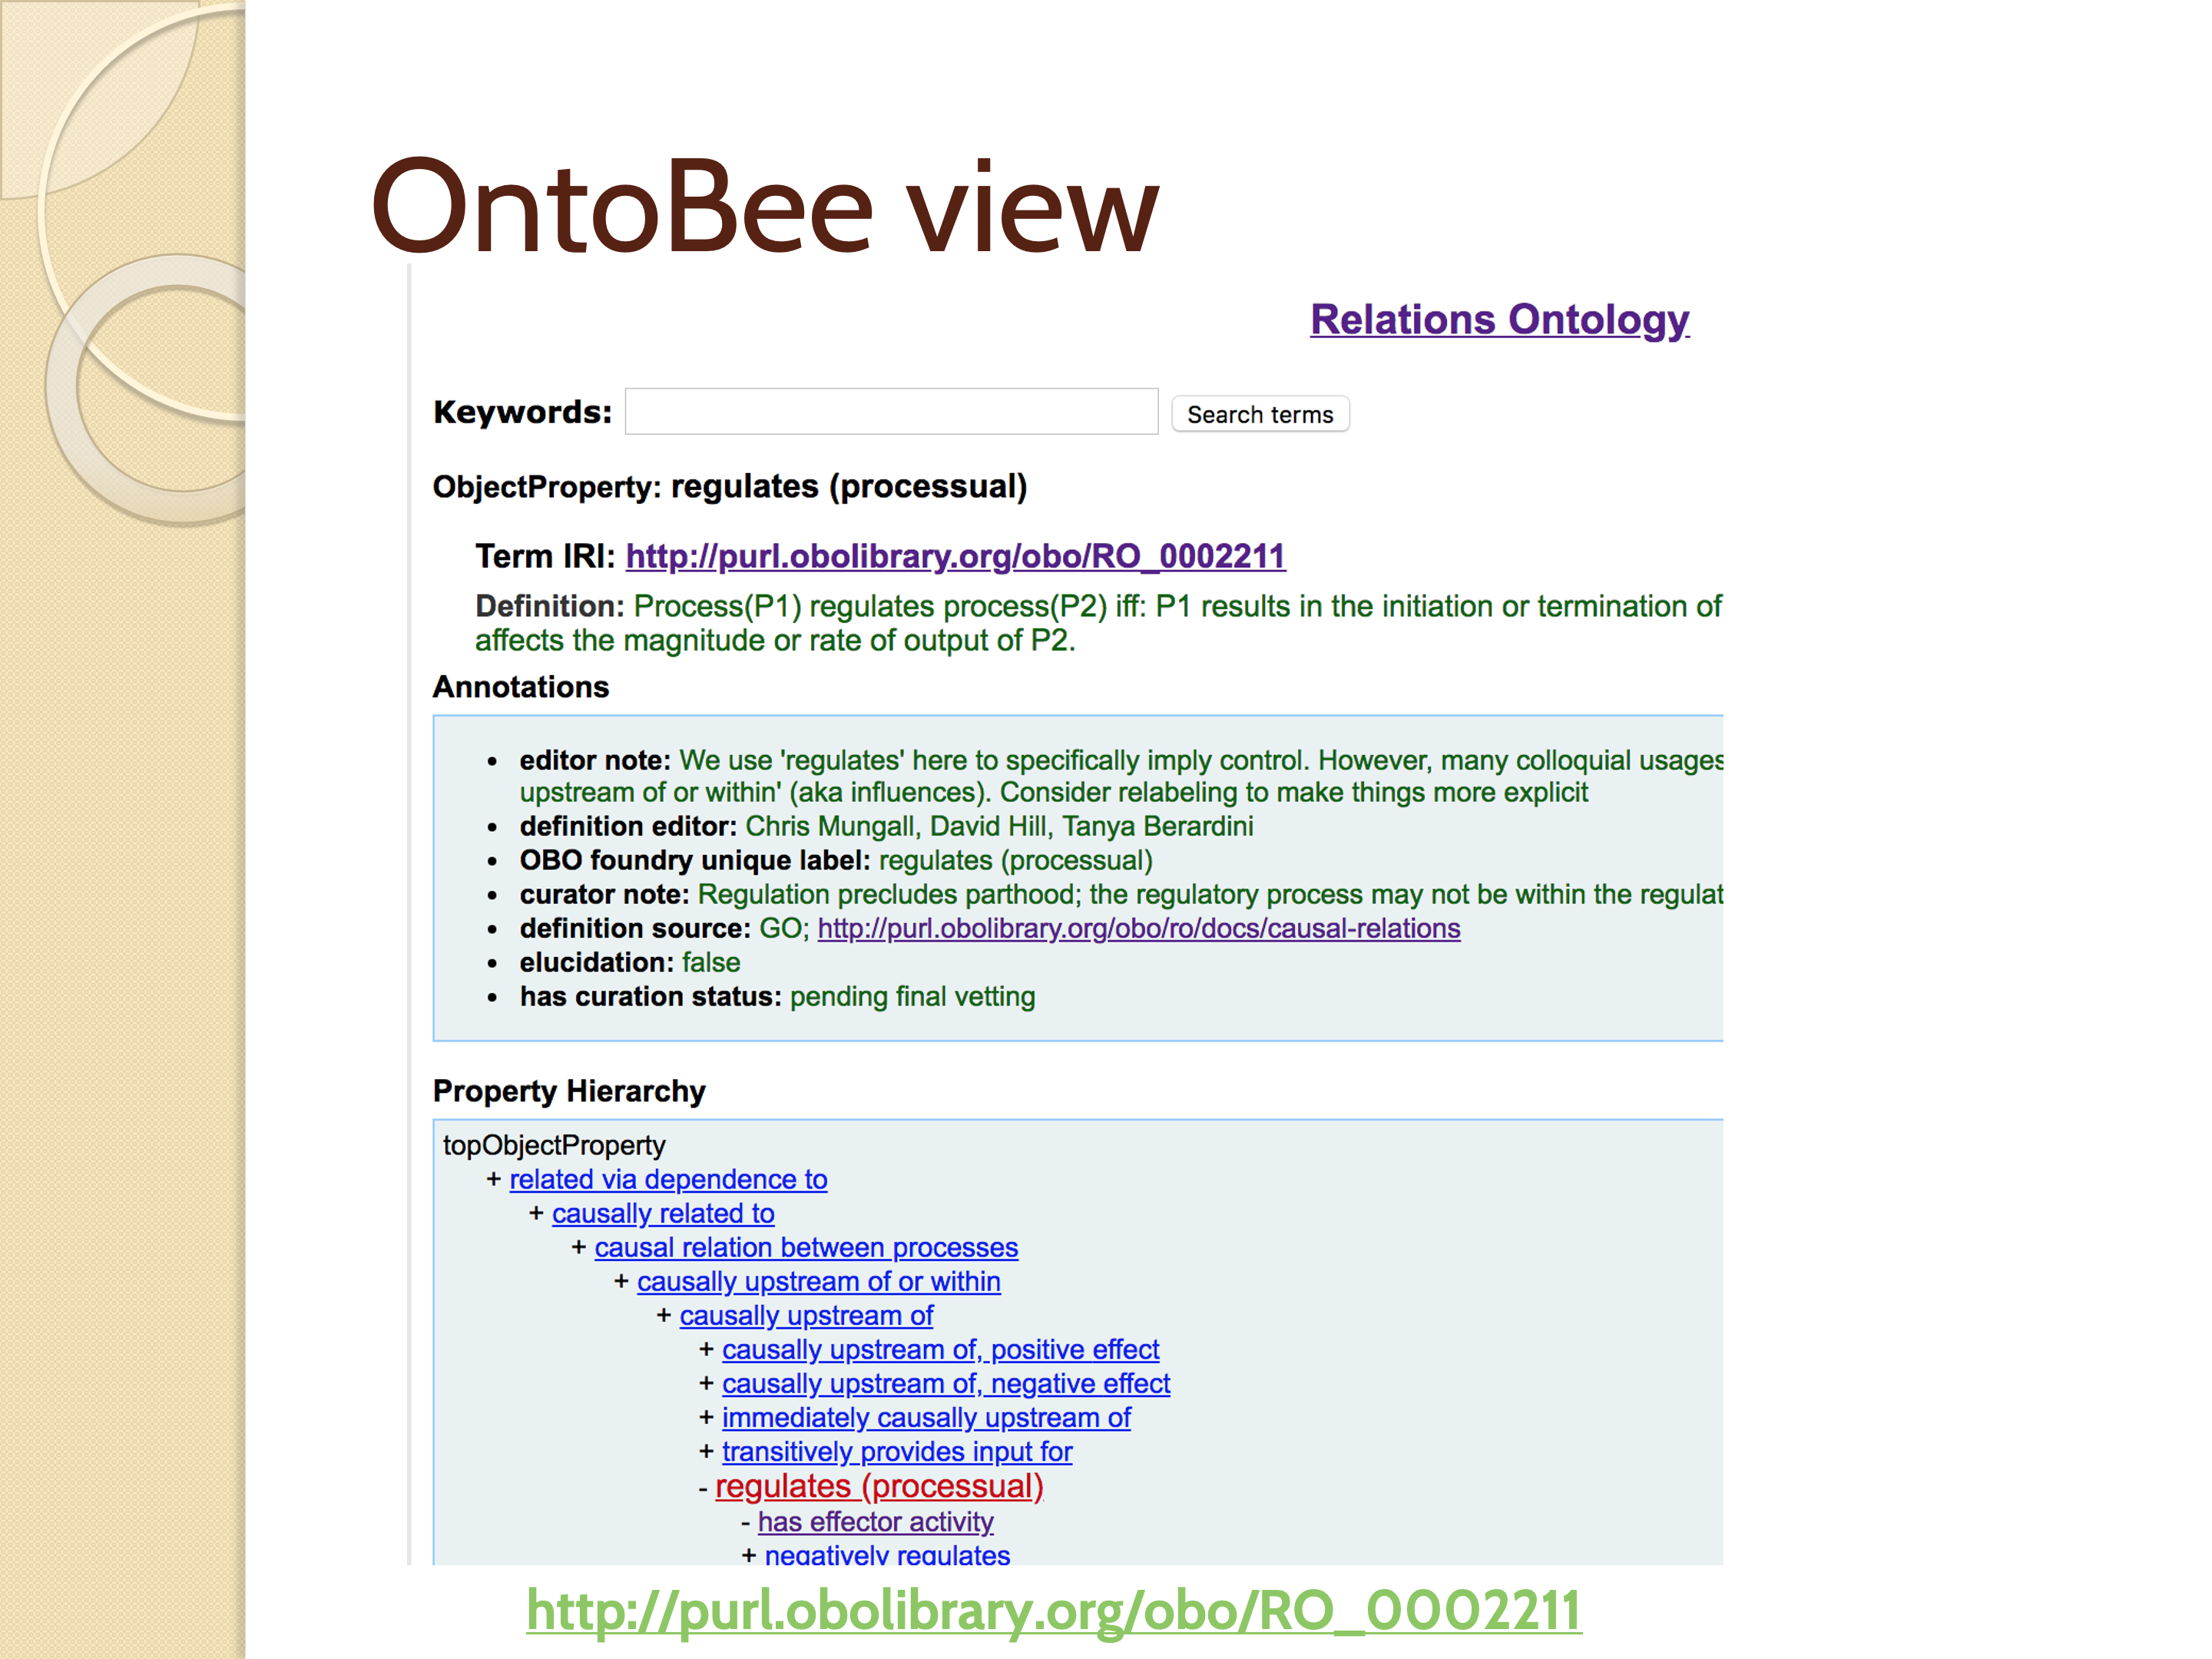 OntoBee view
Relations Ontology
Keywords:
Search terms
ObjectProperty: regulates (processual)
Term IRI: http://purl.obolibrary.org/obo/RO_0002211
Definition: Process(P1) regulates process(P2) iff: P1 results in the initiation or termination of
affects the magnitude or rate of output of P2.
Annotations
• editor note: We use 'regulates' here to specifically imply control. However, many colloquial usages
upstream of or within' (aka influences). Consider relabeling to make things more explicit
• definition editor: Chris Mungall, David Hill, Tanya Berardini
• OBO foundry unique label: regulates (processual)
• curator note: Regulation precludes parthood; the regulatory process may not be within the regulat
• definition source: GO; http://purl.obolibrary.org/obo/ro/docs/causal-relations
• elucidation: false
• has curation status: pending final vetting
Property Hierarchy
topObjectProperty
+ related via dependence to
+ causally related to
+ causal relation between processes
+ causally upstream of or within
+ causally upstream of
+ causally upstream of, positive effect
+ causally upstream of, negative effect
+ immediately causally upstream of
+ transitively provides input for
- regulates (processual)
- has effector activity
+ negatively regulates
http://purl.obolibrary.org/obo/RO_0002211